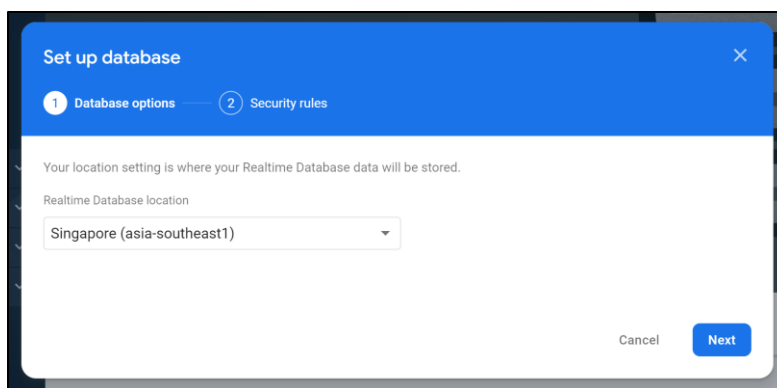 Set up database
1 Database options 2 Security rules
Your location setting is where your Realtime Database data will be stored.
Realtime Database location
Singapore (asia-southeast1)
Cancel Next